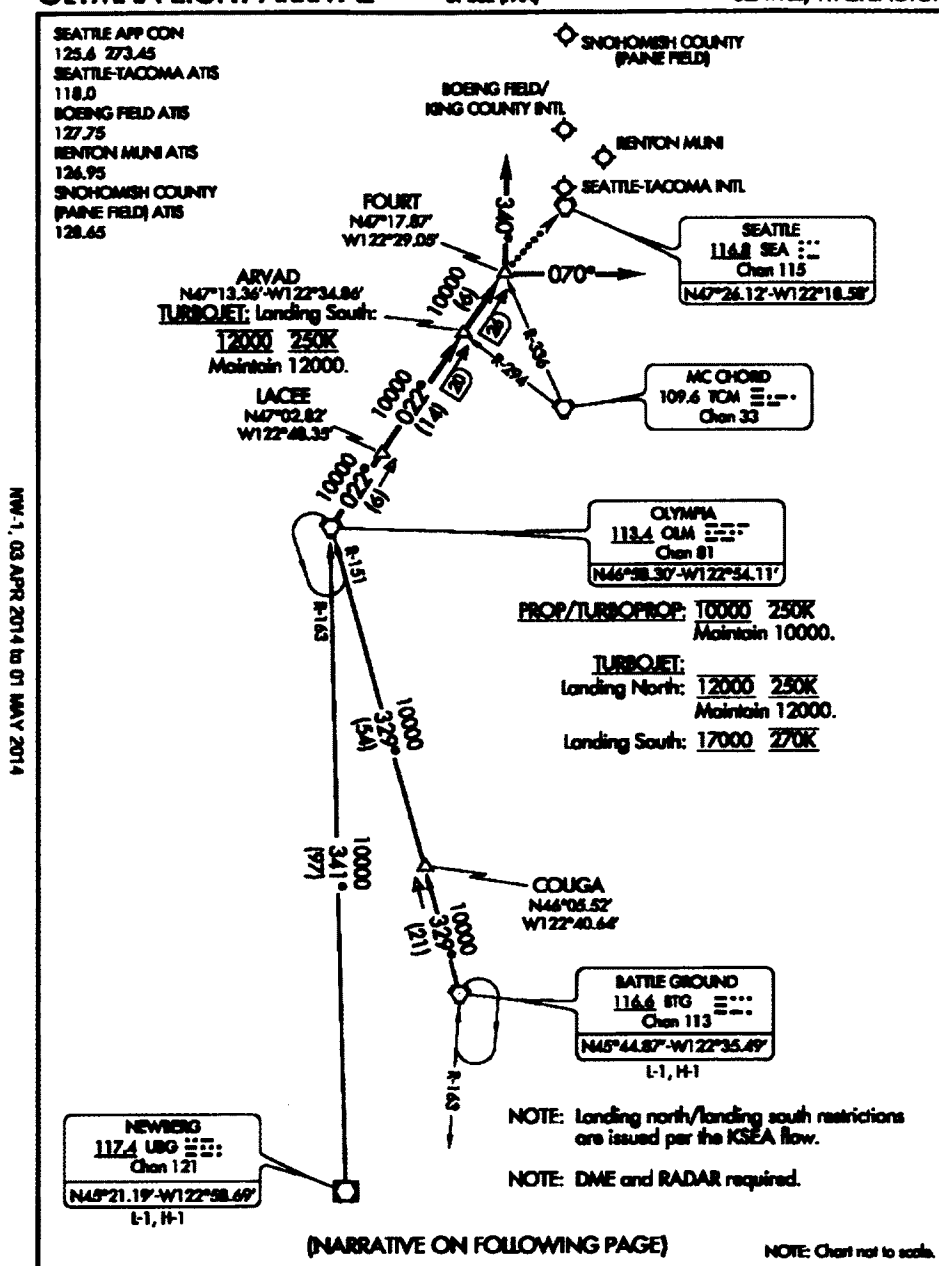 SEATTLE APP CON
125.6 273.45
SEATTLE-TACOMA ATIS
118.0
BOEING FIELD ATIS
127.75
RENTON MUNI ATIS
126.95
SNOHOMISH COUNTY
(PAINE FIELD) ATIS
128.65
SNOHOMISH COUNTY
(PAINE FIELD)
BOEING FIELD/
KING COUNTY INTL
RENTON MUNI
SEATTLE-TACOMA INTL
FOURT
N47°17.87'
W122°29.05'
340°
070°
SEATTLE
116.8 SEA
Chan 115
N47°26.12'-W122°18.58'
ARVAD
N47°13.36'-W122°34.86'
TURBOJET: Landing South:
12000 250K
Maintain 12000.
10000
(6)
28
R-336
R-294
MC CHORD
109.6 TCM
Chan 33
LACEE
N47°02.82'
W122°48.35'
10000
022°
(14)
20
10000
022°
(6)
OLYMPIA
113.4 OLM
Chan 81
N46°58.30'-W122°54.11'
R-151
R-163
PROP/TURBOPROP: 10000 250K
Maintain 10000.
TURBOJET:
Landing North: 12000 250K
Maintain 12000.
Landing South: 17000 270K
NW-1, 03 APR 2014 to 01 MAY 2014
10000
329°
(54)
10000
341°
(97)
COUGA
N46°05.52'
W122°40.64'
10000
329°
(21)
BATTLE GROUND
116.6 BTG
Chan 113
N45°44.87'-W122°35.49'
L-1, H-1
R-163
NOTE: Landing north/landing south restrictions
are issued per the KSEA flow.
NOTE: DME and RADAR required.
NEWBERG
117.4 UBG
Chan 121
N45°21.19'-W122°58.69'
L-1, H-1
(NARRATIVE ON FOLLOWING PAGE)
NOTE: Chart not to scale.